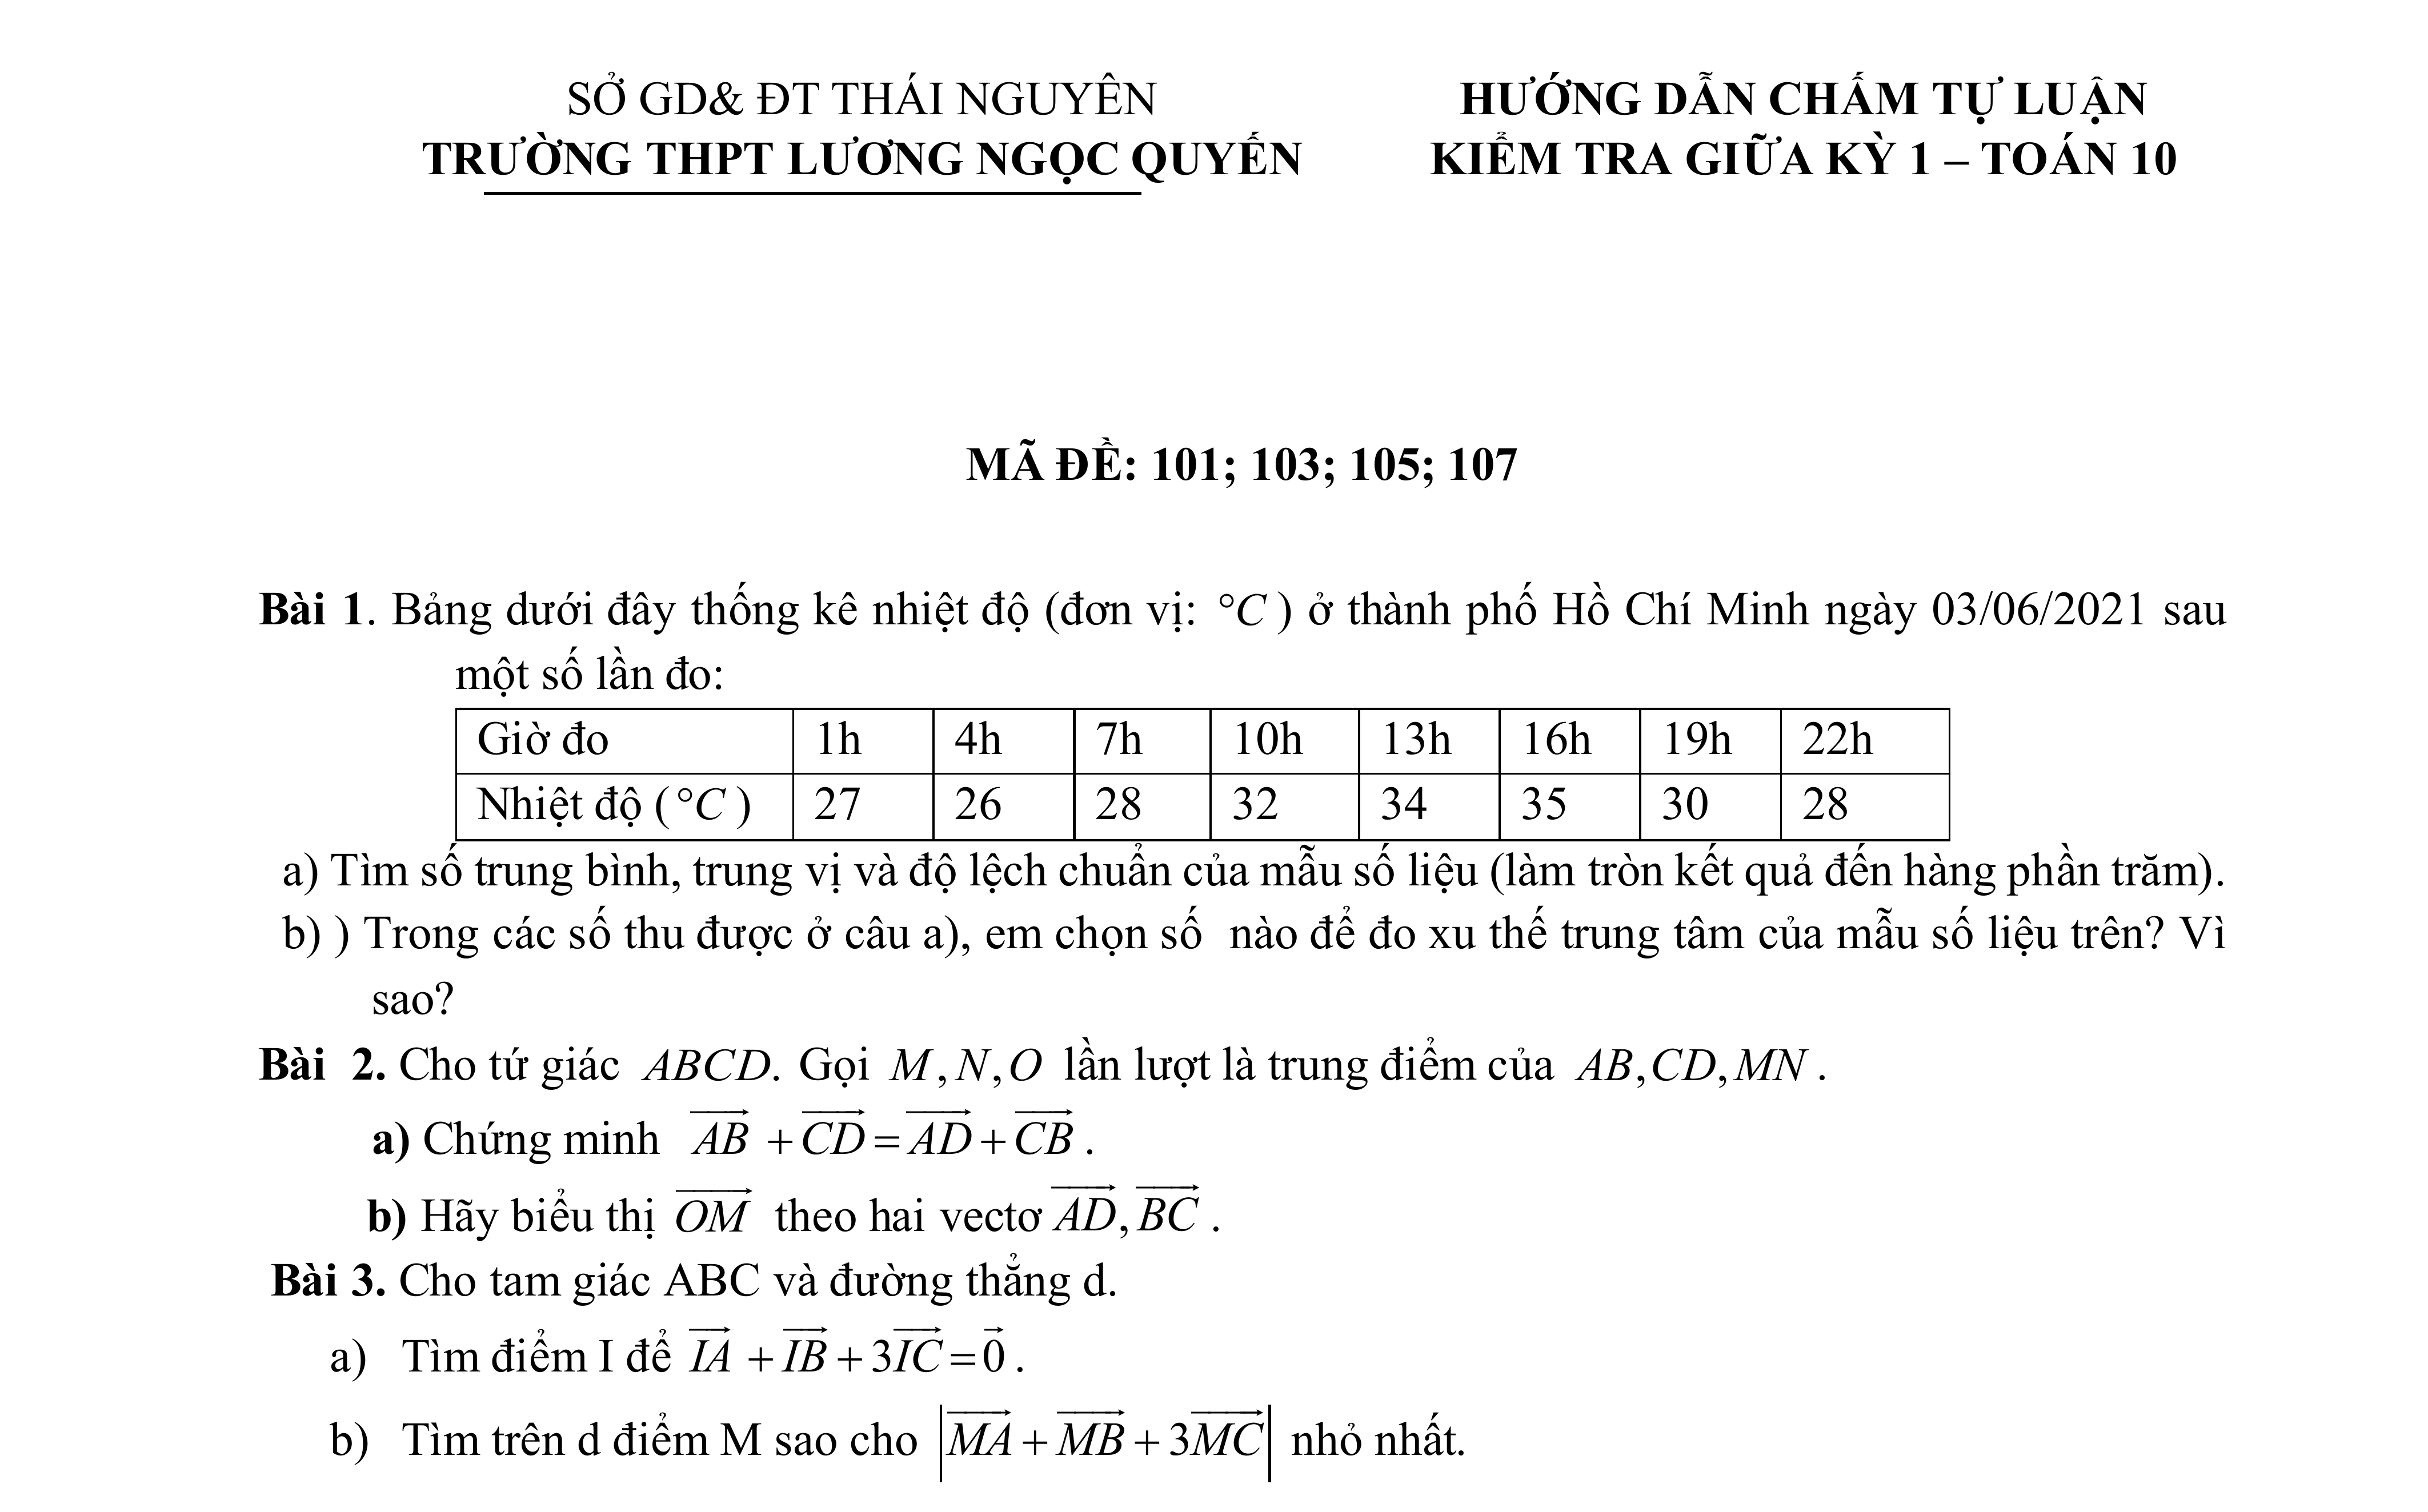 SỞ GD& ĐT THÁI NGUYÊN
TRƯỜNG THPT LƯƠNG NGỌC QUYẾN
HƯỚNG DẪN CHẤM TỰ LUẬN
KIỂM TRA GIỮA KỲ 1 – TOÁN 10
MÃ ĐỀ: 101; 103; 105; 107
Bài 1. Bảng dưới đây thống kê nhiệt độ (đơn vị: °C ) ở thành phố Hồ Chí Minh ngày 03/06/2021 sau
một số lần đo:
Giờ đo 1h 4h 7h 10h 13h 16h 19h 22h
Nhiệt độ ( °C ) 27 26 28 32 34 35 30 28
a) Tìm số trung bình, trung vị và độ lệch chuẩn của mẫu số liệu (làm tròn kết quả đến hàng phần trăm).
b) ) Trong các số thu được ở câu a), em chọn số nào để đo xu thế trung tâm của mẫu số liệu trên? Vì
sao?
Bài 2. Cho tứ giác ABCD. Gọi M,N,O lần lượt là trung điểm của AB,CD,MN .
a) Chứng minh $\overrightarrow{AB}+\overrightarrow{CD}=\overrightarrow{AD}+\overrightarrow{CB}$ .
b) Hãy biểu thị $\overrightarrow{OM}$ theo hai vectơ $\overrightarrow{AD},\overrightarrow{BC}$ .
Bài 3. Cho tam giác ABC và đường thẳng d.
a) Tìm điểm I để $\overrightarrow{IA}+\overrightarrow{IB}+3\overrightarrow{IC}=\vec{0}$ .
b) Tìm trên d điểm M sao cho $|\overrightarrow{MA}+\overrightarrow{MB}+3\overrightarrow{MC}|$ nhỏ nhất.